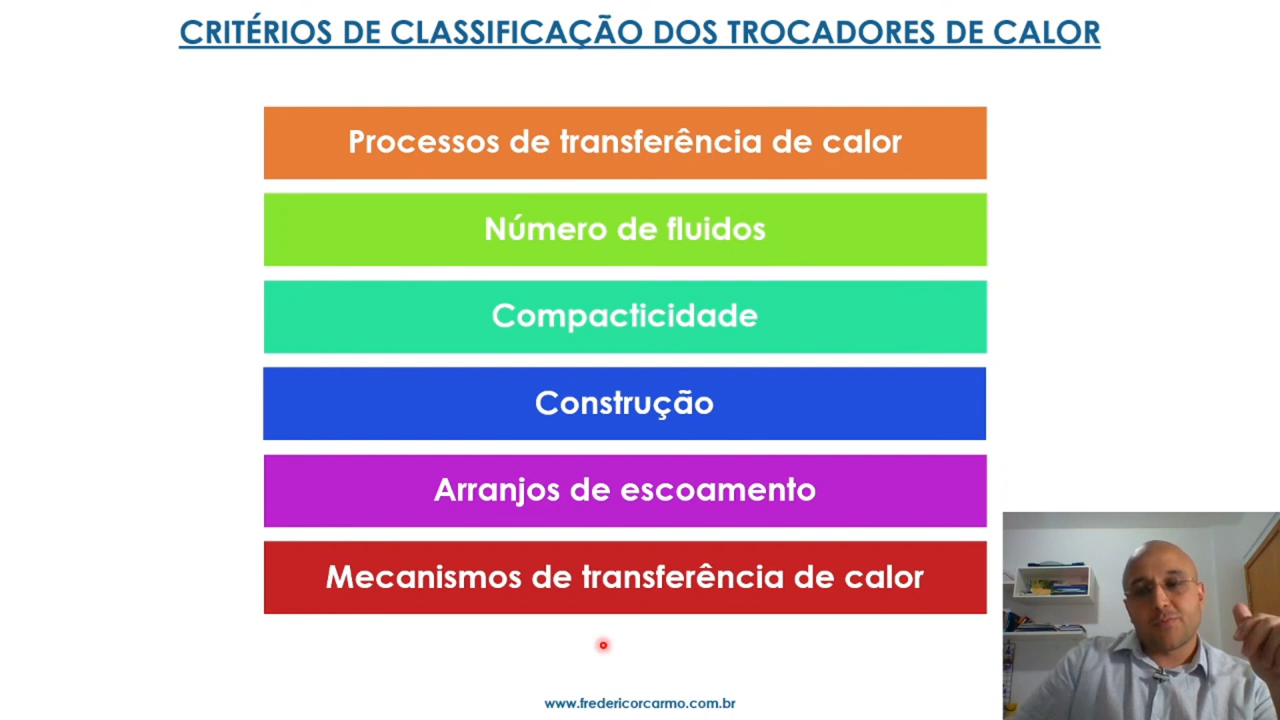 CRITÉRIOS DE CLASSIFICAÇÃO DOS TROCADORES DE CALOR
Processos de transferência de calor
Número de fluidos
Compacticidade
Construção
Arranjos de escoamento
Mecanismos de transferência de calor
www.fredericorcarmo.com.br